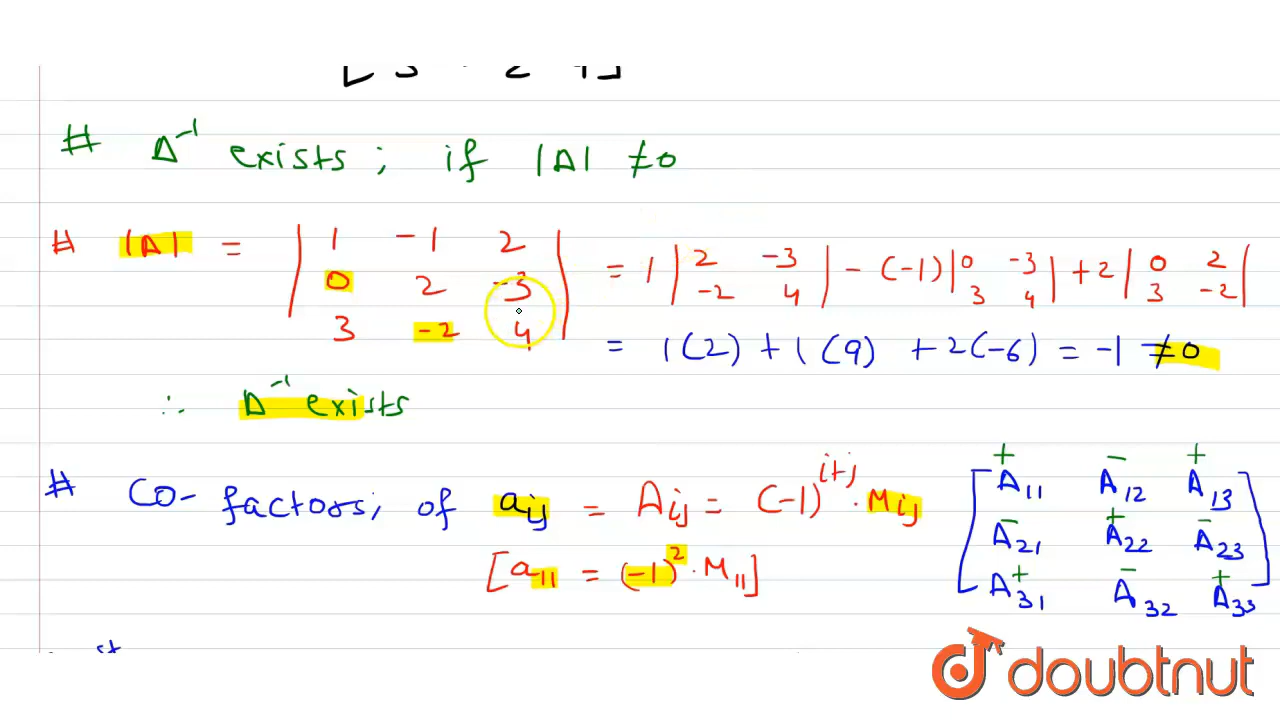 # A⁻¹ exists ; if |A| ≠0
# |A| = | 1 -1 2 | = 1 | 2 -3 | - (-1) | 0 -3 | + 2 | 0 2 |
| 0 2 -3 | | -2 4 | | 3 4 | | 3 -2 |
| 3 -2 4 |
= 1(2) + 1(9) + 2(-6) = -1 ≠0
∴ A⁻¹ exists
# Co-factors; of aij = Aij = (-1)^(i+j) . Mij
[a11 = (-1)² . M11]
[ A11⁺ A12⁻ A13⁺
A21⁻ A22⁺ A23⁻
A31⁺ A32⁻ A33⁺ ]
doubtnut